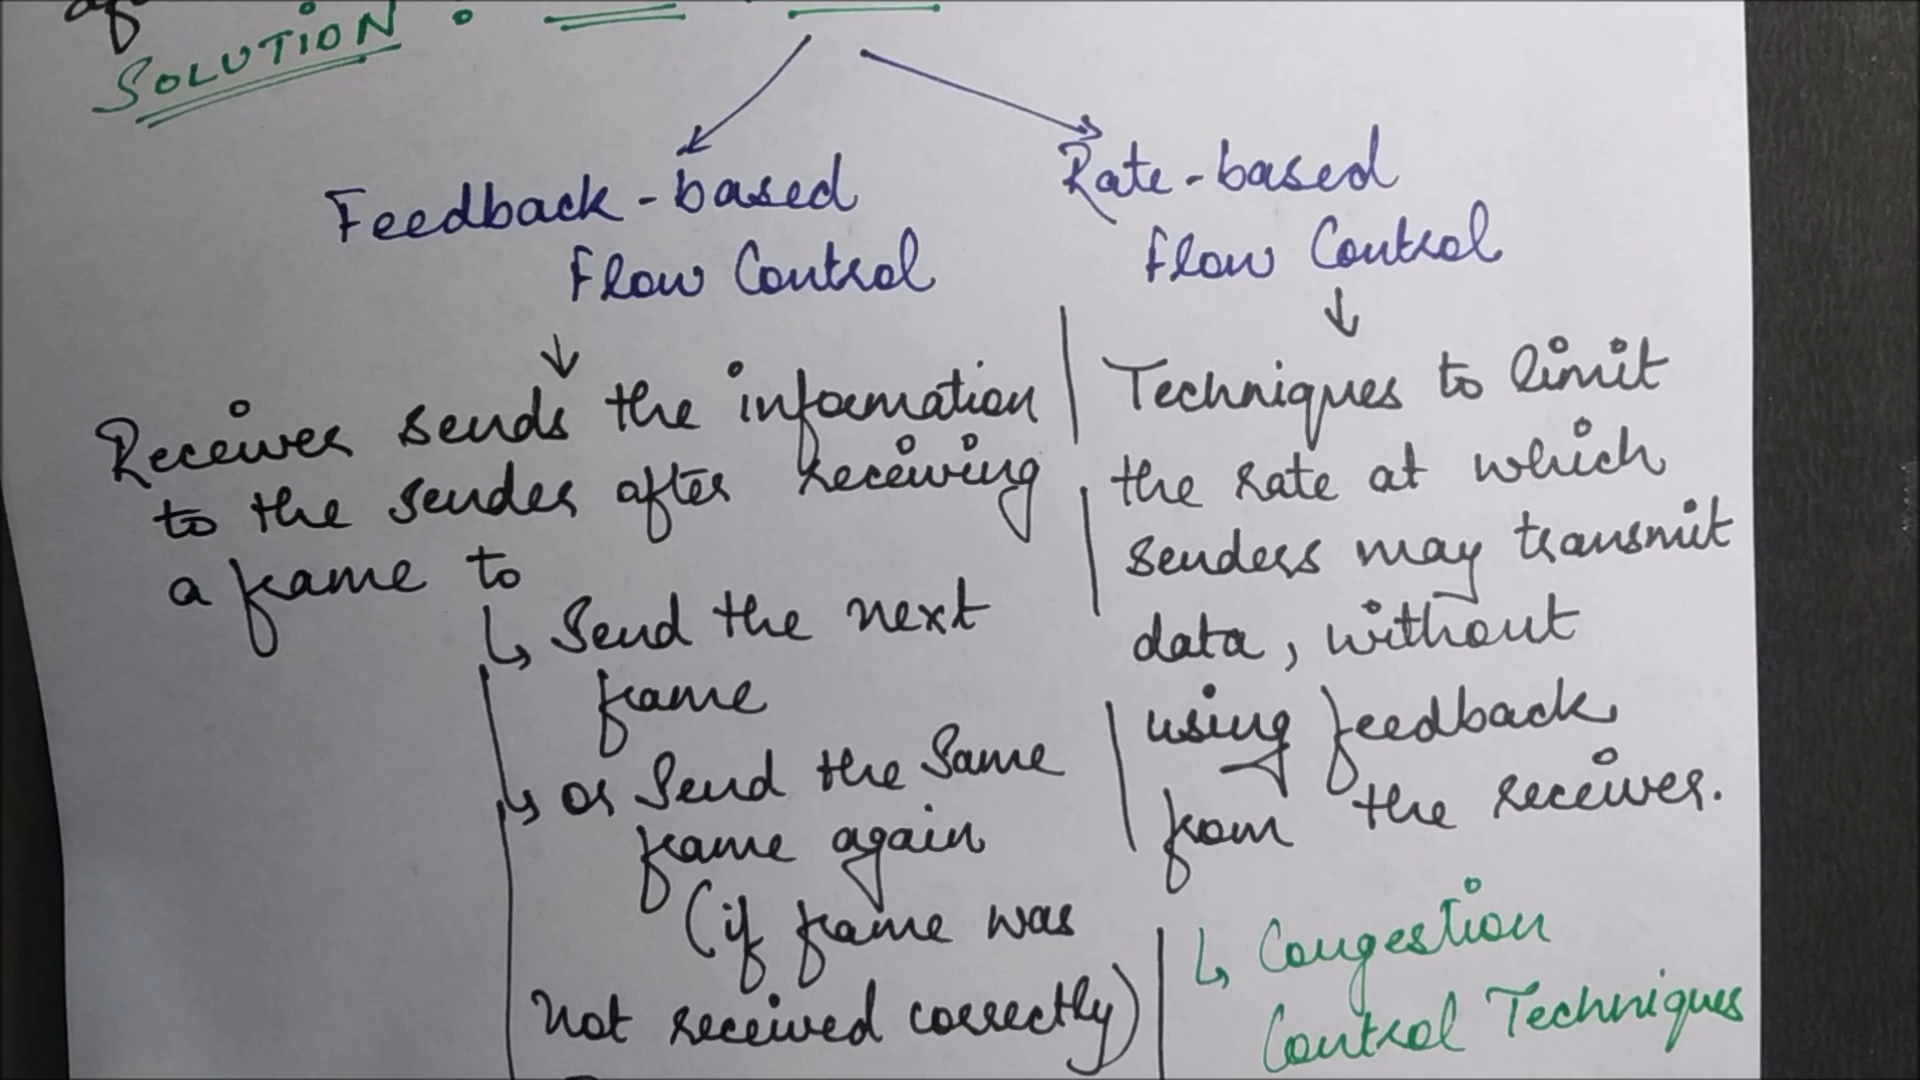 of
SOLUTION :
Feedback-based
Flow Control
Receiver sends the information
to the sender after receiving
a frame to
↳ Send the next
frame
↳ or Send the Same
frame again
(if frame was
not received correctly)
Rate-based
Flow Control
Techniques to limit
the rate at which
senders may transmit
data, without
using feedback
from the receiver.
↳ Congestion
Control Techniques